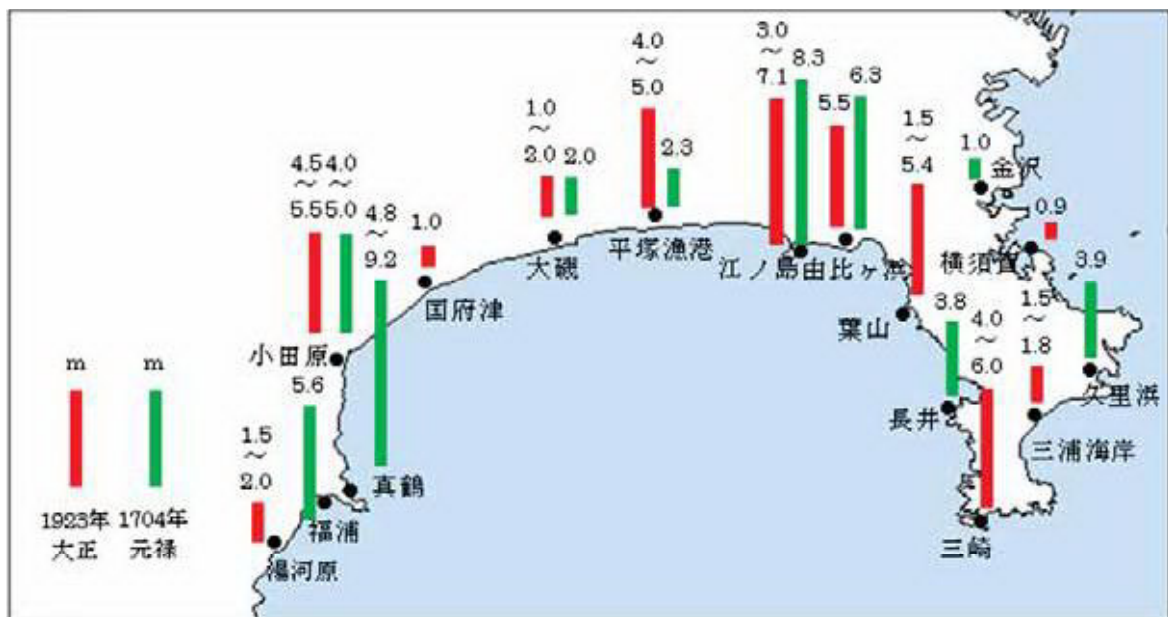 m
m
1923年
大正
1704年
元禄
1.5
~
2.0
湯河原
5.6
福浦
4.8
~
9.2
真鶴
4.5
~
5.5
4.0
~
5.0
小田原
1.0
国府津
1.0
~
2.0
2.0
大磯
4.0
~
5.0
2.3
平塚漁港
3.0
~
7.1
8.3
江ノ島
5.5
6.3
由比ヶ浜
1.5
~
5.4
葉山
3.8
長井
4.0
~
6.0
三崎
1.5
~
1.8
三浦海岸
3.9
久里浜
0.9
横須賀
1.0
金沢